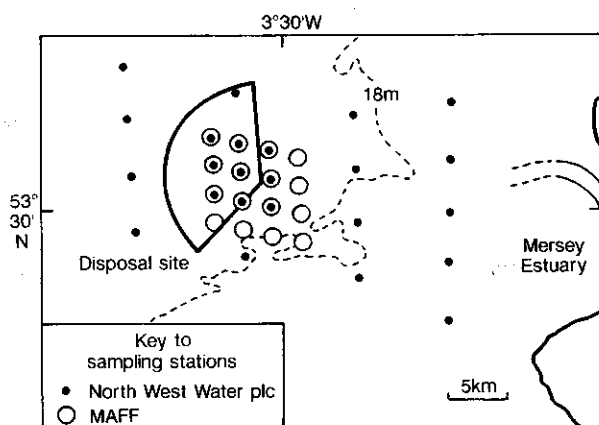 3°30'W
18m
53°
30'
N
Disposal site
Mersey
Estuary
Key to
sampling stations
North West Water plc
MAFF
5km